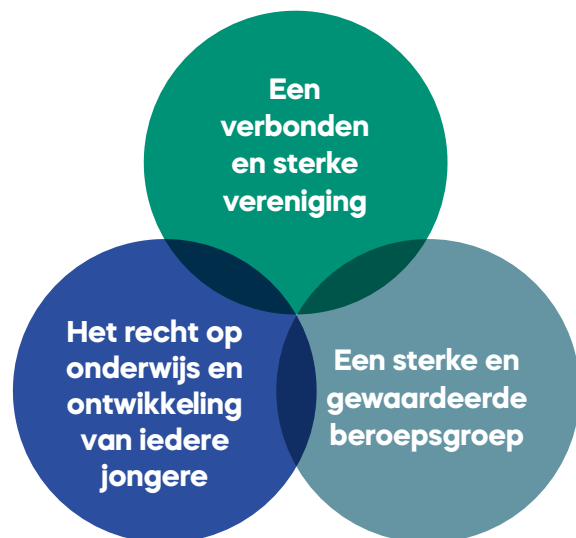 Een
verbonden
en sterke
vereniging
Het recht op
onderwijs en
ontwikkeling
van iedere
jongere
Een sterke en
gewaardeerde
beroepsgroep